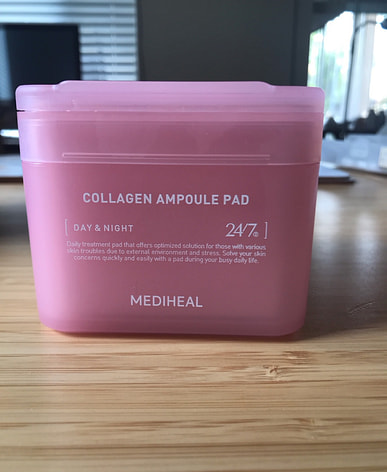 COLLAGEN AMPOULE PAD
[ DAY & NIGHT 24/7® ]
Daily treatment pad that offers optimized solution for those with various
skin troubles due to external environment and stress. Solve your skin
concerns quickly and easily with a pad during your busy daily life.
MEDIHEAL